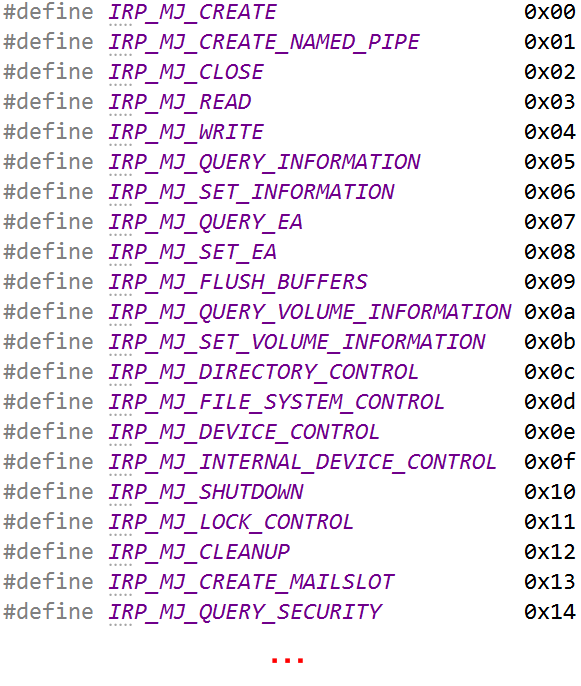 #define IRP_MJ_CREATE 0x00
#define IRP_MJ_CREATE_NAMED_PIPE 0x01
#define IRP_MJ_CLOSE 0x02
#define IRP_MJ_READ 0x03
#define IRP_MJ_WRITE 0x04
#define IRP_MJ_QUERY_INFORMATION 0x05
#define IRP_MJ_SET_INFORMATION 0x06
#define IRP_MJ_QUERY_EA 0x07
#define IRP_MJ_SET_EA 0x08
#define IRP_MJ_FLUSH_BUFFERS 0x09
#define IRP_MJ_QUERY_VOLUME_INFORMATION 0x0a
#define IRP_MJ_SET_VOLUME_INFORMATION 0x0b
#define IRP_MJ_DIRECTORY_CONTROL 0x0c
#define IRP_MJ_FILE_SYSTEM_CONTROL 0x0d
#define IRP_MJ_DEVICE_CONTROL 0x0e
#define IRP_MJ_INTERNAL_DEVICE_CONTROL 0x0f
#define IRP_MJ_SHUTDOWN 0x10
#define IRP_MJ_LOCK_CONTROL 0x11
#define IRP_MJ_CLEANUP 0x12
#define IRP_MJ_CREATE_MAILSLOT 0x13
#define IRP_MJ_QUERY_SECURITY 0x14
...